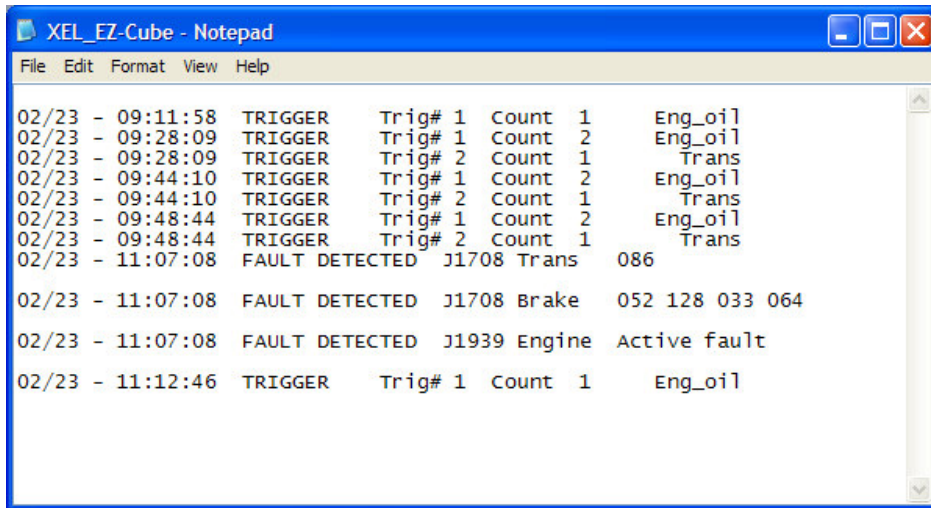 XEL_EZ-Cube - Notepad
File Edit Format View Help
02/23 - 09:11:58 TRIGGER Trig# 1 Count 1 Eng_oil
02/23 - 09:28:09 TRIGGER Trig# 1 Count 2 Eng_oil
02/23 - 09:28:09 TRIGGER Trig# 2 Count 1 Trans
02/23 - 09:44:10 TRIGGER Trig# 1 Count 2 Eng_oil
02/23 - 09:44:10 TRIGGER Trig# 2 Count 1 Trans
02/23 - 09:48:44 TRIGGER Trig# 1 Count 2 Eng_oil
02/23 - 09:48:44 TRIGGER Trig# 2 Count 1 Trans
02/23 - 11:07:08 FAULT DETECTED J1708 Trans 086
02/23 - 11:07:08 FAULT DETECTED J1708 Brake 052 128 033 064
02/23 - 11:07:08 FAULT DETECTED J1939 Engine Active fault
02/23 - 11:12:46 TRIGGER Trig# 1 Count 1 Eng_oil